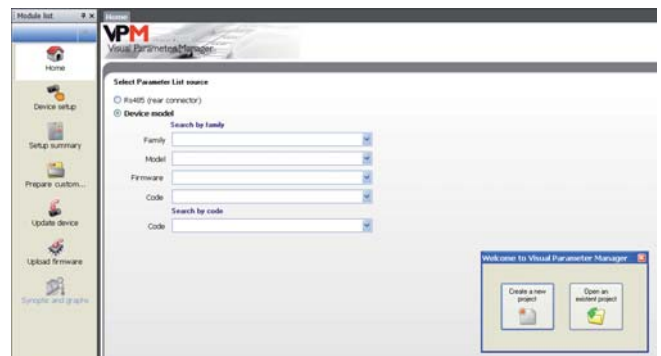 Module list
Home
Home
Device setup
Setup summary
Prepare custom...
Update device
Upload firmware
Synoptic and graphs
VPM
Visual Parameter Manager
Select Parameter List source
Rs485 (rear connector)
Device model
Search by family
Family
Model
Firmware
Code
Search by code
Code
Welcome to Visual Parameter Manager
Create a new
project
Open an
existent project